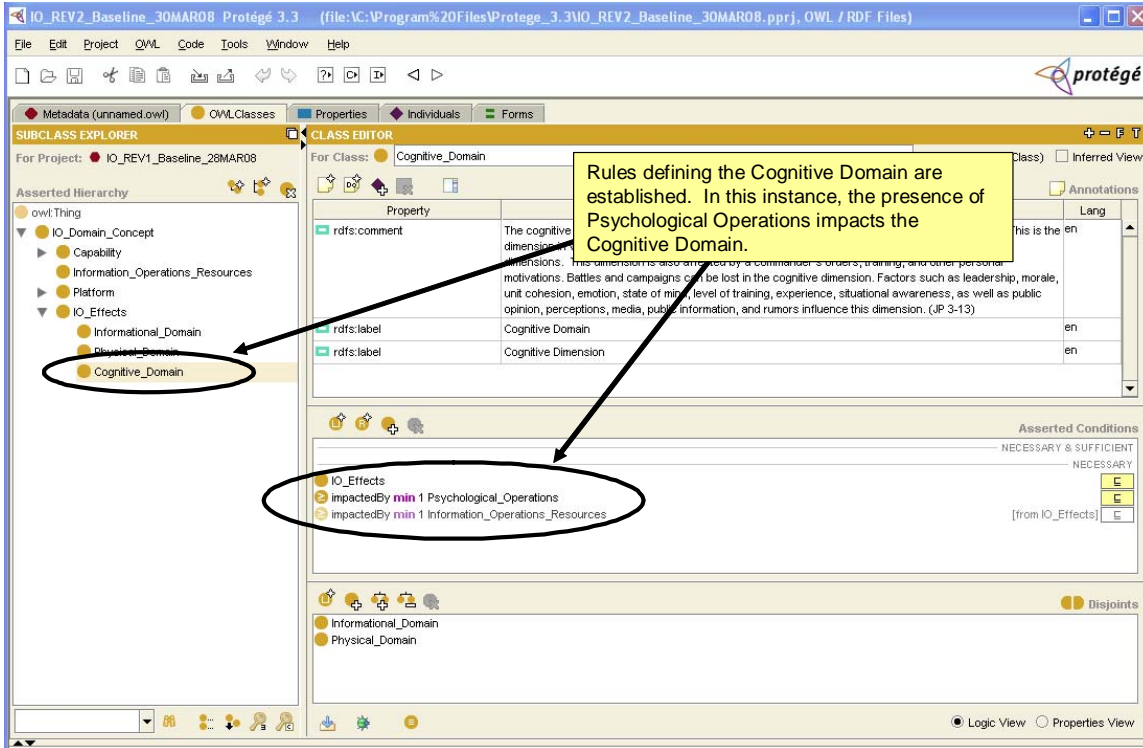 IO_REV2_Baseline_30MAR08 Protégé 3.3 (file:\C:\Program%20Files\Protege_3.3\IO_REV2_Baseline_30MAR08.pprj, OWL / RDF Files)
File Edit Project OWL Code Tools Window Help
protégé
Metadata (unnamed.owl) OWLClasses Properties Individuals Forms
SUBCLASS EXPLORER
CLASS EDITOR
For Project: IO_REV1_Baseline_28MAR08
For Class: Cognitive_Domain
Class) Inferred View
Rules defining the Cognitive Domain are
established. In this instance, the presence of
Psychological Operations impacts the
Cognitive Domain.
Asserted Hierarchy
owl:Thing
IO_Domain_Concept
Capability
Information_Operations_Resources
Platform
IO_Effects
Informational_Domain
Physical_Domain
Cognitive_Domain
Annotations
Property Lang
rdfs:comment The cognitive his is the en
dimension in
dimensions. This dimension is also affected by a commander's orders, training, and other personal
motivations. Battles and campaigns can be lost in the cognitive dimension. Factors such as leadership, morale,
unit cohesion, emotion, state of mind, level of training, experience, situational awareness, as well as public
opinion, perceptions, media, public information, and rumors influence this dimension. (JP 3-13)
rdfs:label Cognitive Domain en
rdfs:label Cognitive Dimension en
Asserted Conditions
NECESSARY & SUFFICIENT
NECESSARY
IO_Effects
impactedBy min 1 Psychological_Operations
impactedBy min 1 Information_Operations_Resources [from IO_Effects]
Disjoints
Informational_Domain
Physical_Domain
Logic View Properties View